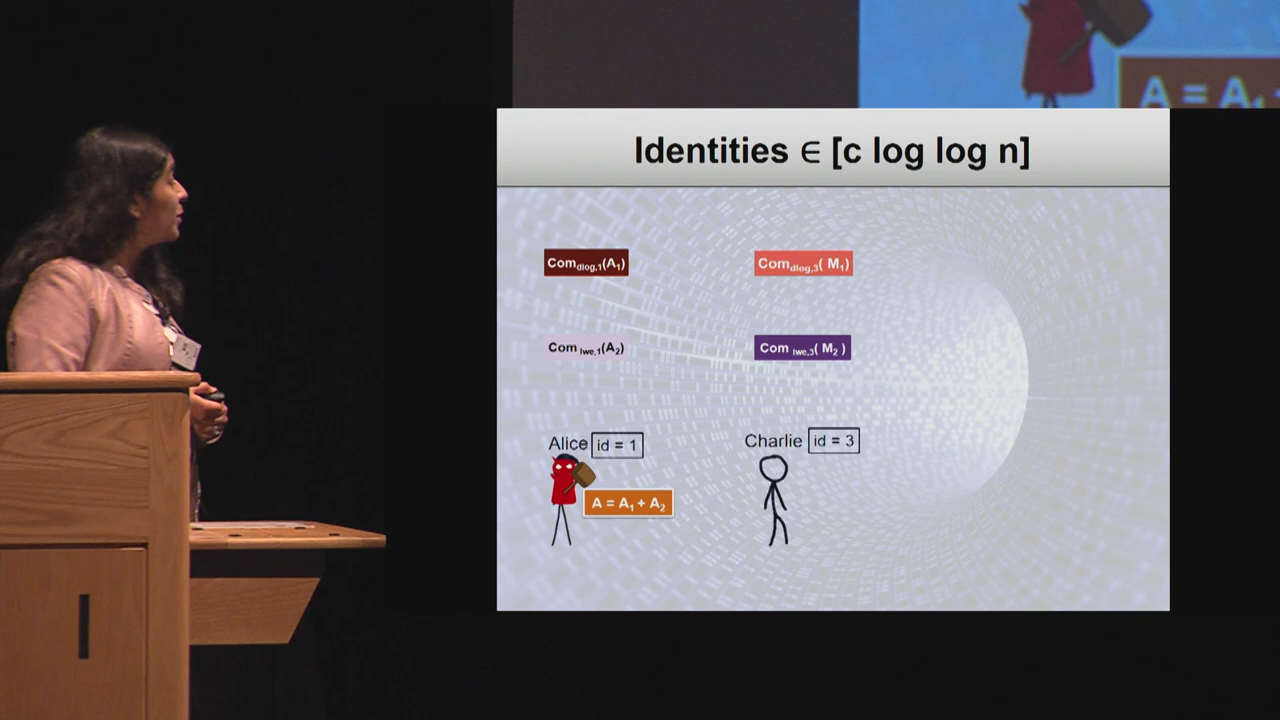 A = A₁
Identities ∈ [c log log n]
Com_dlog,1(A₁)
Com_dlog,3( M₁)
Com _lwe,1(A₂)
Com _lwe,3( M₂ )
Alice id = 1
Charlie id = 3
A = A₁ + A₂